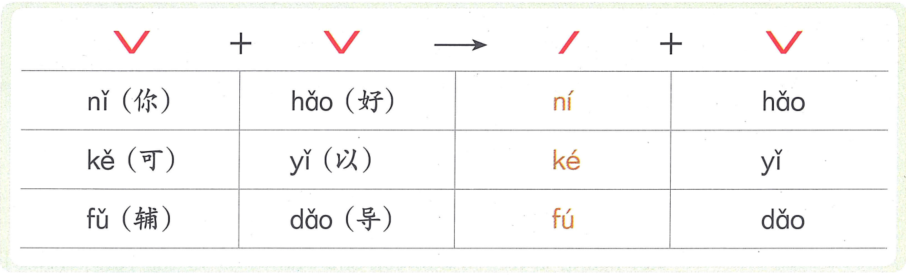 ˇ + ˇ → ˊ + ˇ
nǐ（你） hǎo（好） ní hǎo
kě（可） yǐ（以） ké yǐ
fǔ（辅） dǎo（导） fú dǎo